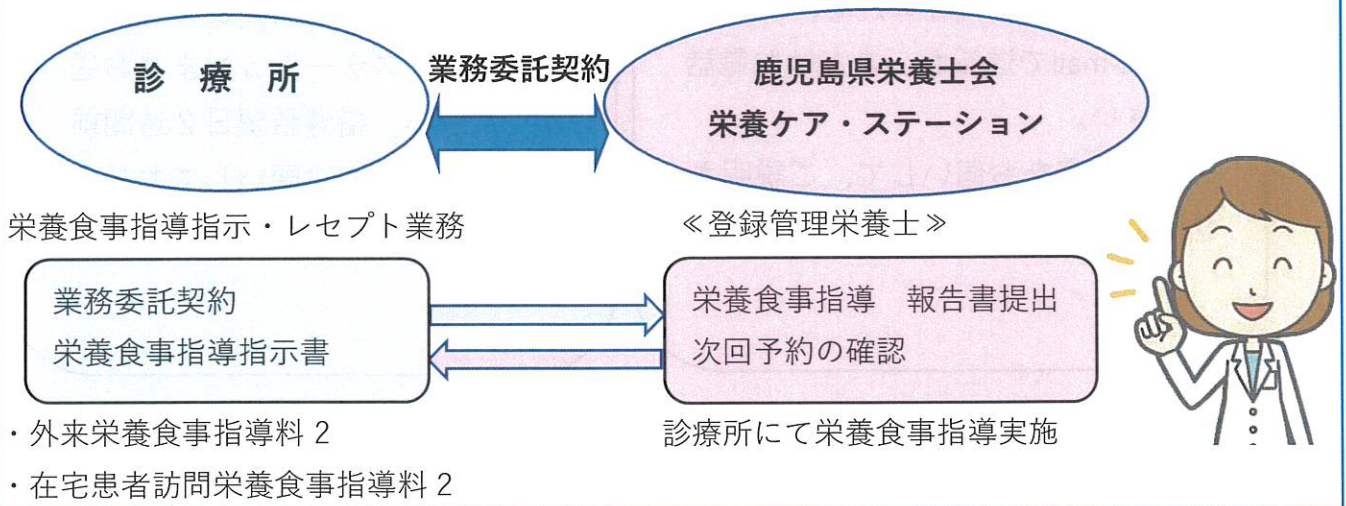 診 療 所
業務委託契約
鹿児島県栄養士会
栄養ケア・ステーション
栄養食事指導指示・レセプト業務
≪登録管理栄養士≫
業務委託契約
栄養食事指導指示書
栄養食事指導　報告書提出
次回予約の確認
・外来栄養食事指導料 2
・在宅患者訪問栄養食事指導料 2
診療所にて栄養食事指導実施